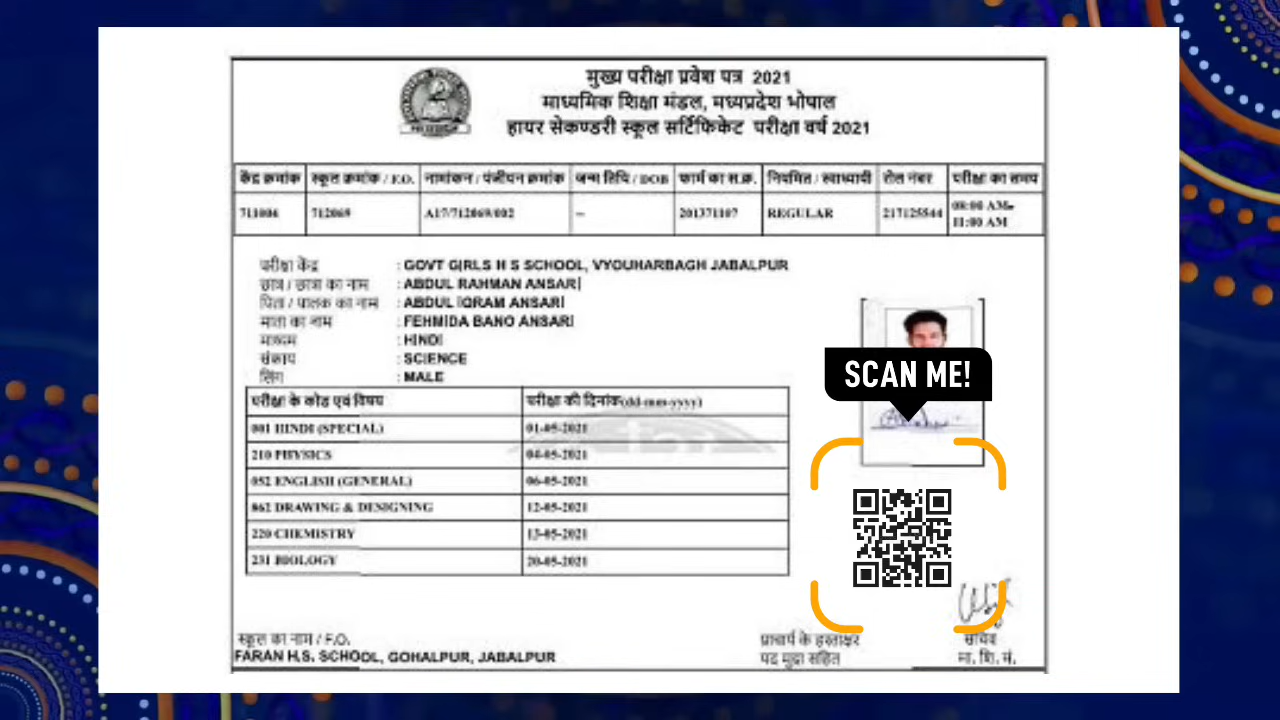 मुख्य परीक्षा प्रवेश पत्र 2021
माध्यमिक शिक्षा मंडल, मध्यप्रदेश भोपाल
हायर सेकण्डरी स्कूल सर्टिफिकेट परीक्षा वर्ष 2021
केंद्र क्रमांक स्कूल क्रमांक / F.O. नामांकन / पंजीयन क्रमांक जन्म तिथि / DOB फार्म का स.क्र. नियमित / स्वाध्यायी रोल नंबर परीक्षा का समय
711006 712069 A17/712069/002 -- 201371107 REGULAR 217125544 08:00 AM-
11:00 AM
परीक्षा केंद्र : GOVT GIRLS H S SCHOOL, VYOUHARBAGH JABALPUR
छात्र / छात्रा का नाम : ABDUL RAHMAN ANSARI
पिता / पालक का नाम : ABDUL IQRAM ANSARI
माता का नाम : FEHMIDA BANO ANSARI
माध्यम : HINDI
संकाय : SCIENCE
लिंग : MALE
SCAN ME!
परीक्षा के कोड एवं विषय परीक्षा की दिनांक(dd-mm-yyyy)
001 HINDI (SPECIAL) 01-05-2021
210 PHYSICS 04-05-2021
052 ENGLISH (GENERAL) 06-05-2021
862 DRAWING & DESIGNING 12-05-2021
220 CHEMISTRY 13-05-2021
231 BIOLOGY 20-05-2021
स्कूल का नाम / F.O. प्राचार्य के हस्ताक्षर सचिव
FARAN H.S. SCHOOL, GOHALPUR, JABALPUR पद मुद्रा सहित मा. शि. मं.